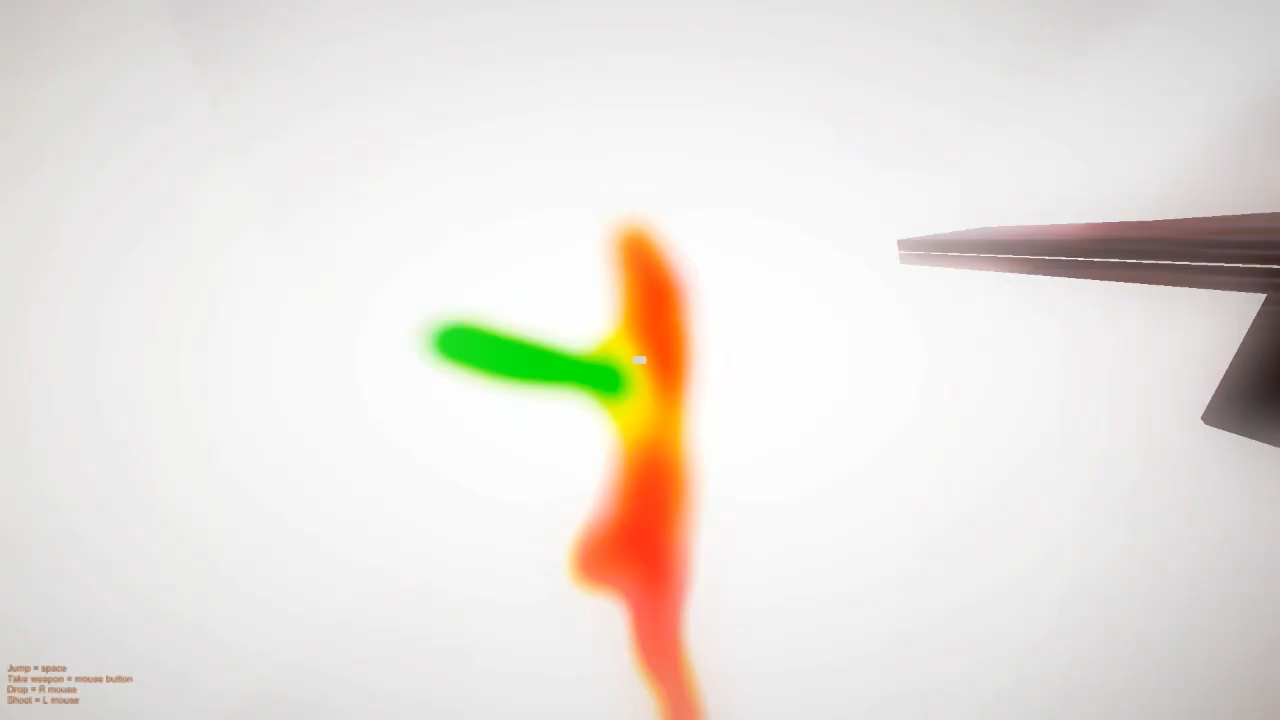 Jump = space
Take weapon = mouse button
Drop = R mouse
Shoot = L mouse